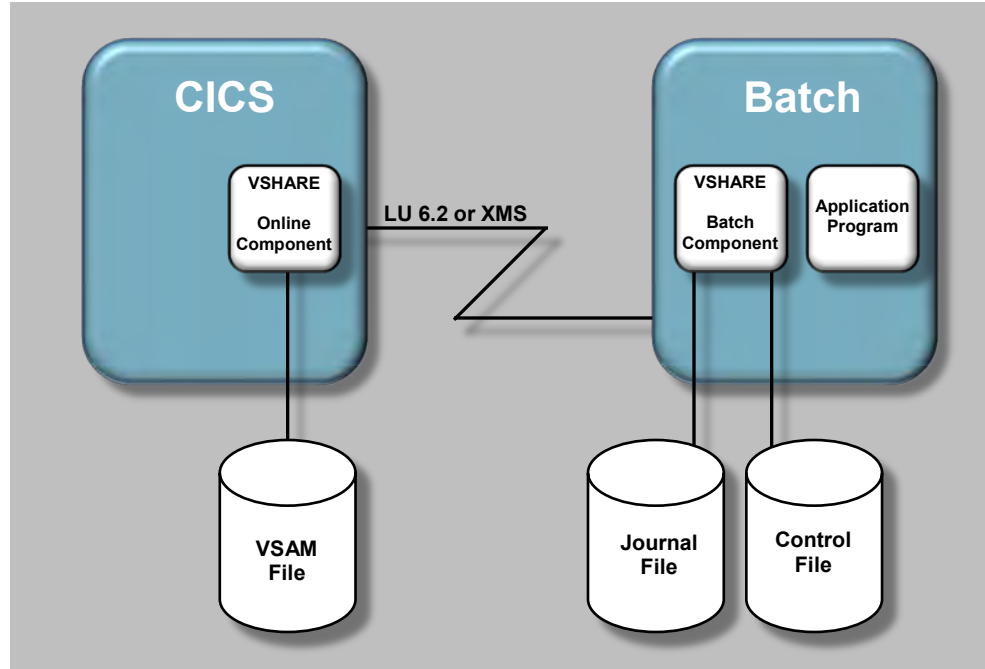 CICS
VSHARE
Online
Component
LU 6.2 or XMS
Batch
VSHARE
Batch
Component
Application
Program
VSAM
File
Journal
File
Control
File